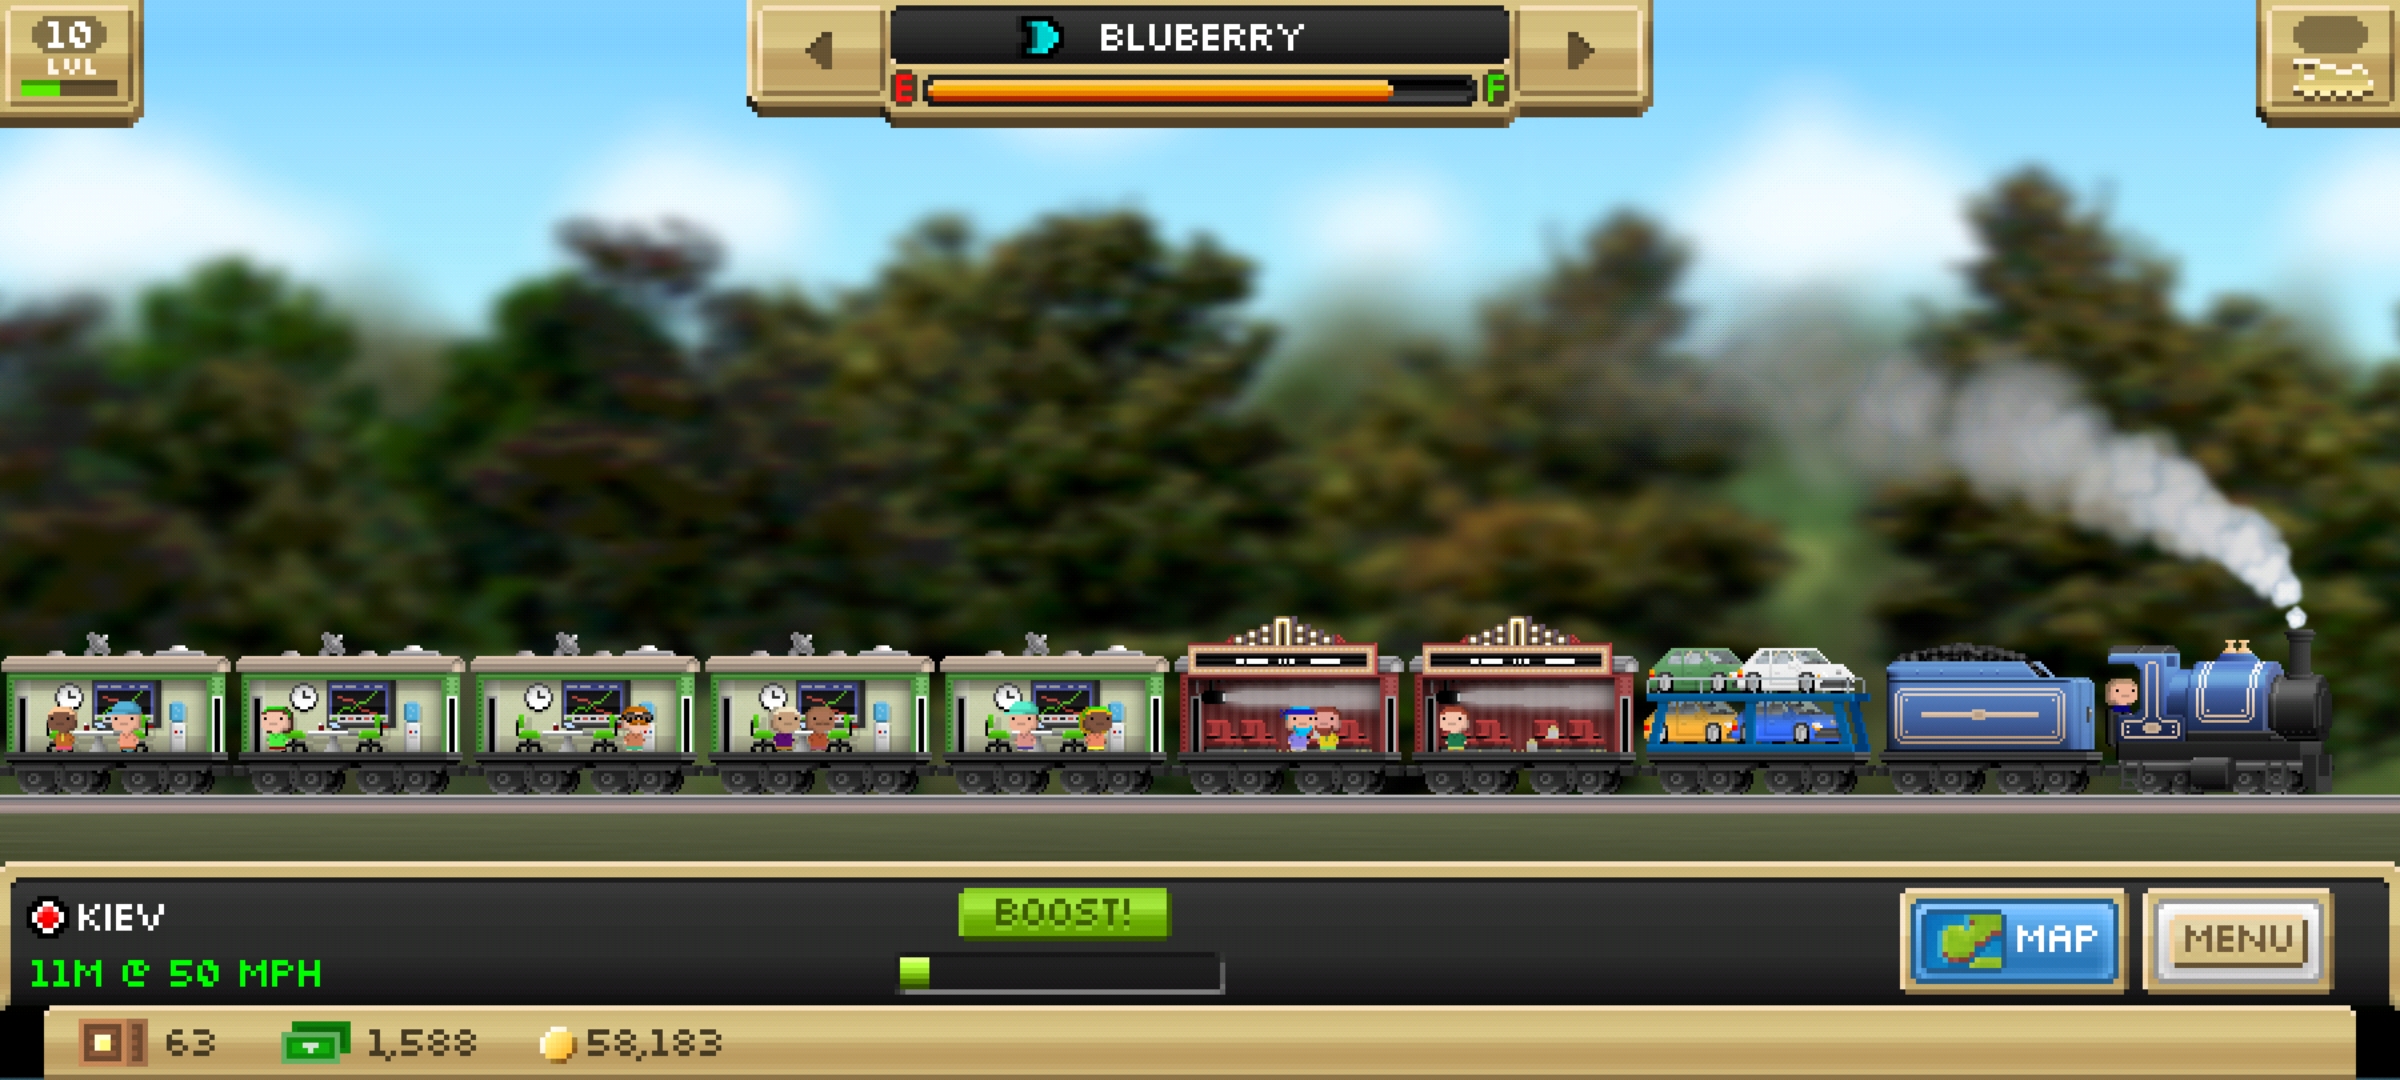 10
LVL
BLUBERRY
E F
KIEV
11M @ 50 MPH
BOOST!
MAP
MENU
63 1,588 58,183